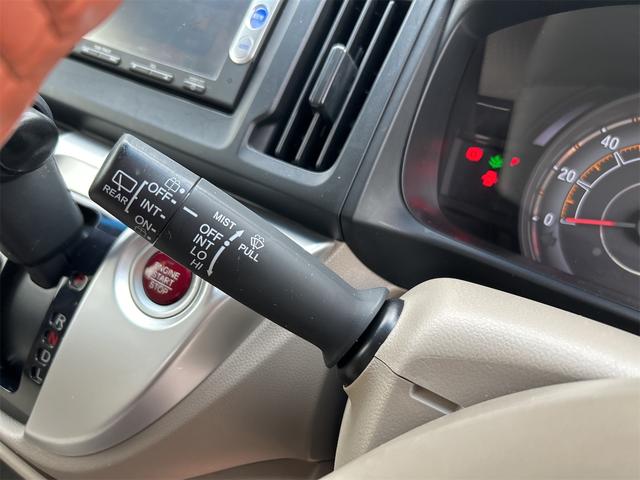 REAR
OFF
INT
ON
MIST
OFF
INT
LO
HI
PULL
ENGINE
START
STOP
R
D
0
20
40
P